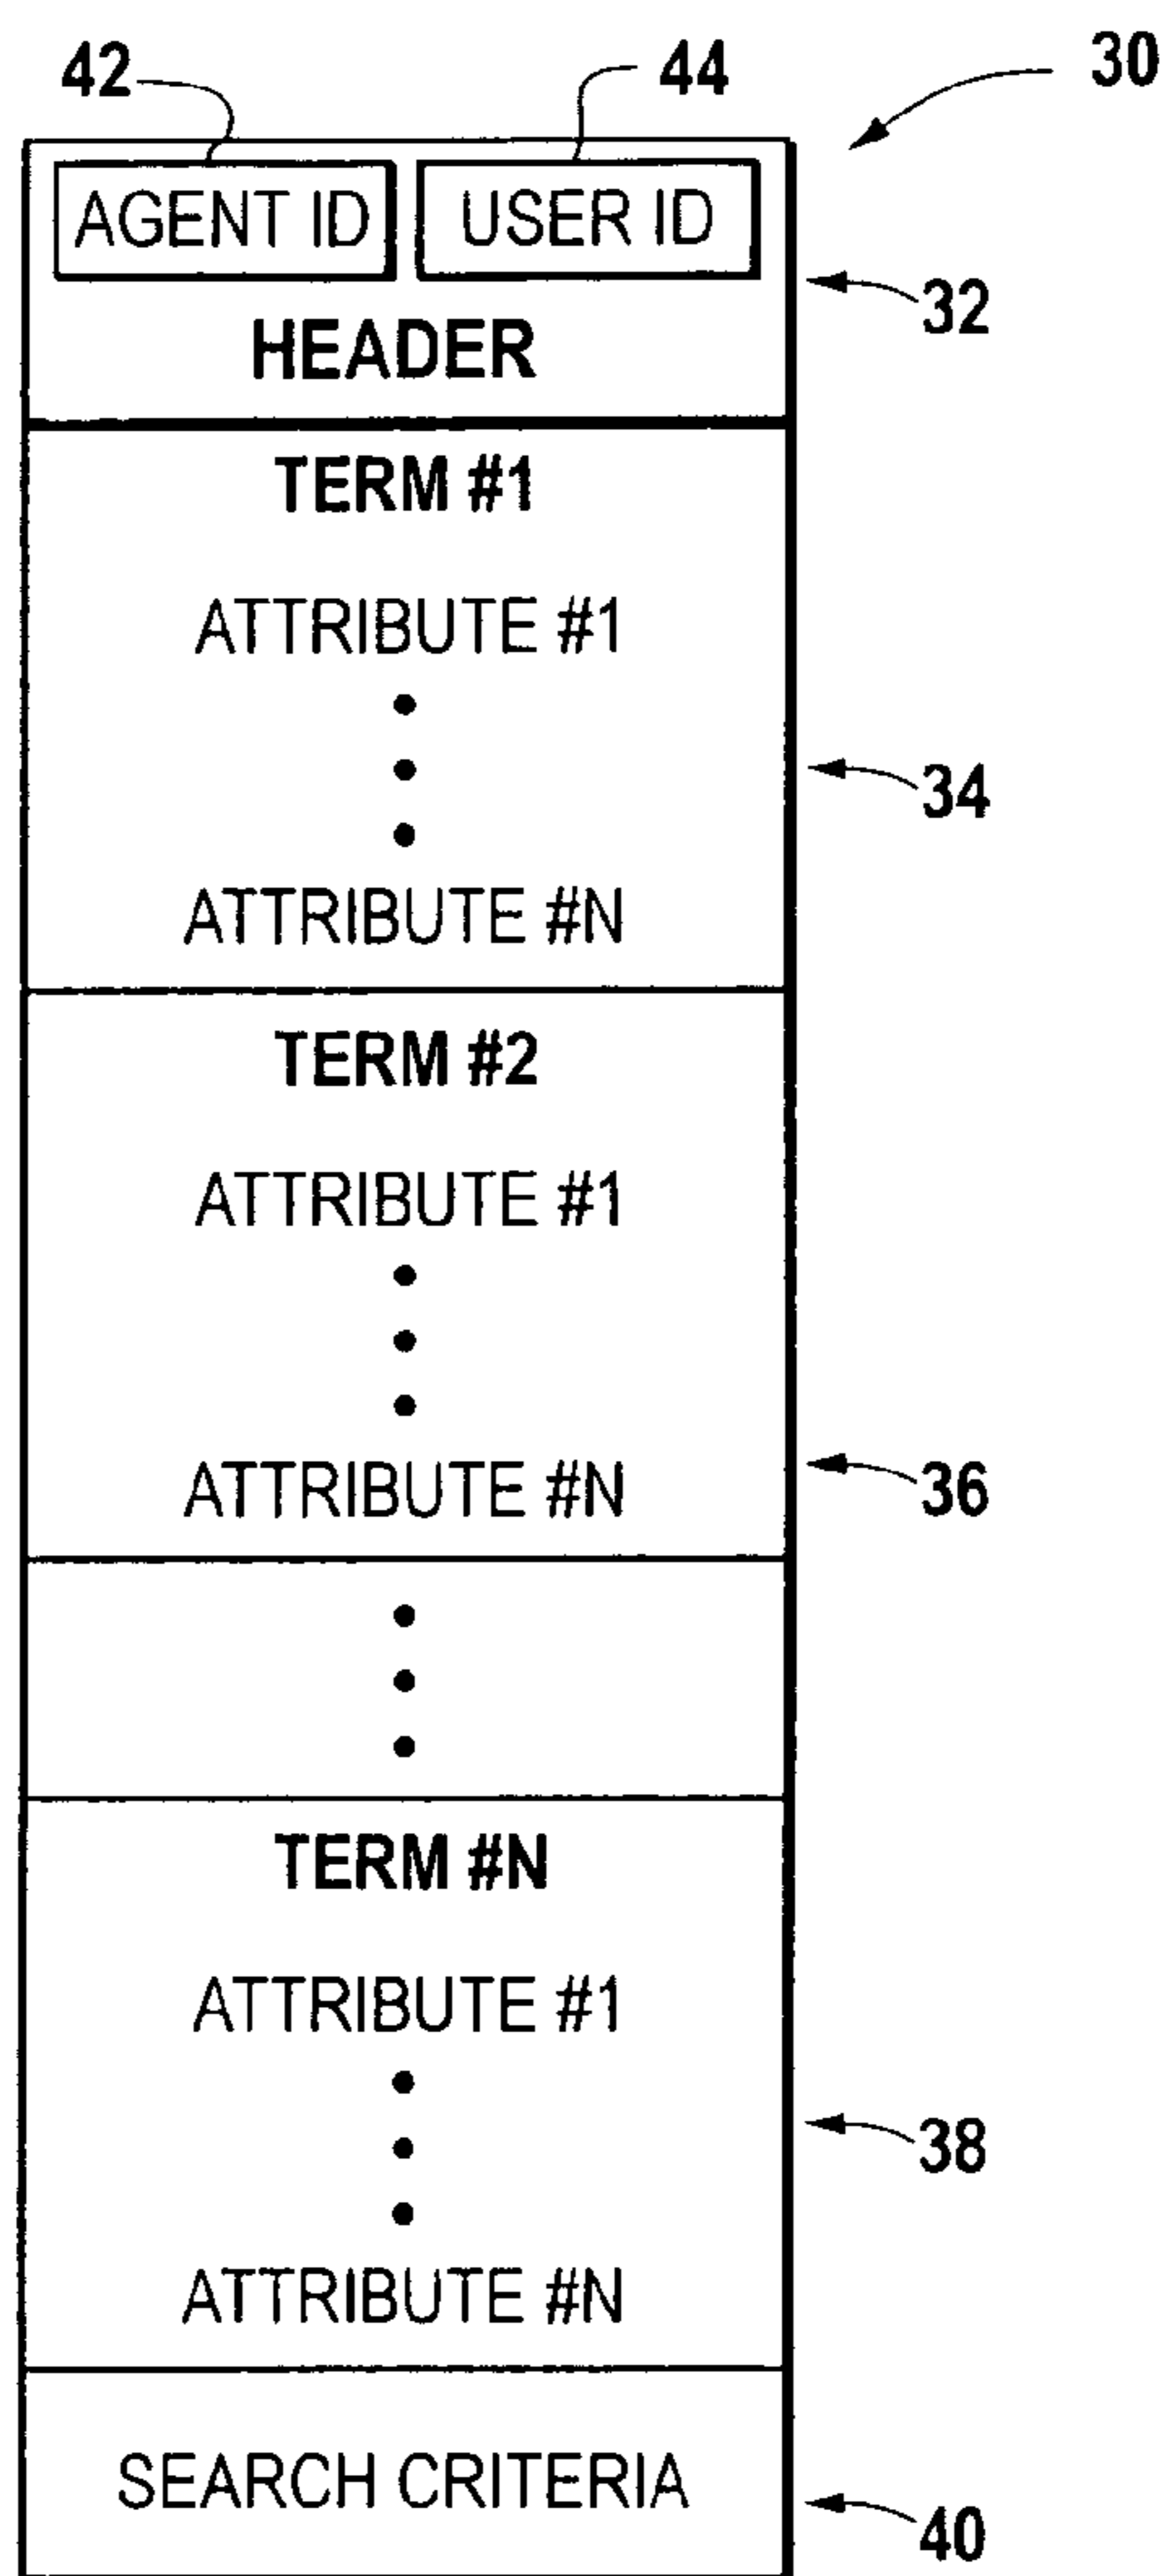 42 44 30
AGENT ID USER ID
32
HEADER
TERM #1
ATTRIBUTE #1
34
ATTRIBUTE #N
TERM #2
ATTRIBUTE #1
ATTRIBUTE #N
36
TERM #N
ATTRIBUTE #1
38
ATTRIBUTE #N
SEARCH CRITERIA
40